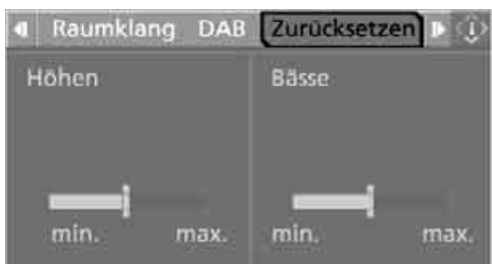 Raumklang DAB Zurücksetzen
Höhen Bässe
min. max. min. max.